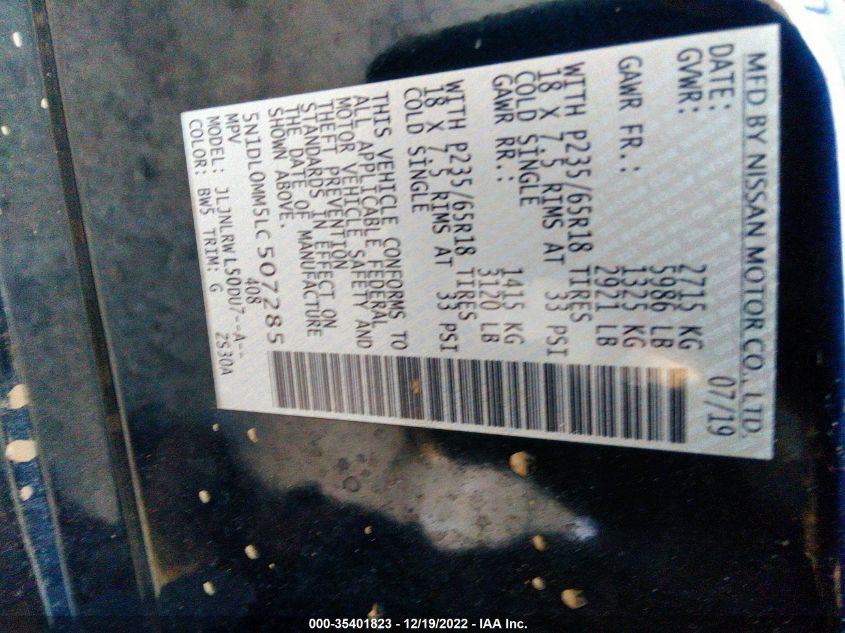 MFD BY NISSAN MOTOR CO., LTD.
DATE: 07/19
GVWR: 2715 KG
5986 LB
GAWR FR.: 1325 KG
2921 LB
WITH P235/65R18 TIRES
18 X 7.5 RIMS AT 33 PSI
COLD SINGLE
GAWR RR.: 1415 KG
3120 LB
WITH P235/65R18 TIRES
18 X 7.5 RIMS AT 33 PSI
COLD SINGLE
THIS VEHICLE CONFORMS TO
ALL APPLICABLE FEDERAL
MOTOR VEHICLE SAFETY AND
THEFT PREVENTION
STANDARDS IN EFFECT ON
THE DATE OF MANUFACTURE
SHOWN ABOVE.
5N1DL0MM5LC507285
MPV 408
MODEL: JLJNLRWL50DU7--A--
COLOR: BW5 TRIM: G 2S30A
000-35401823 - 12/19/2022 - IAA Inc.